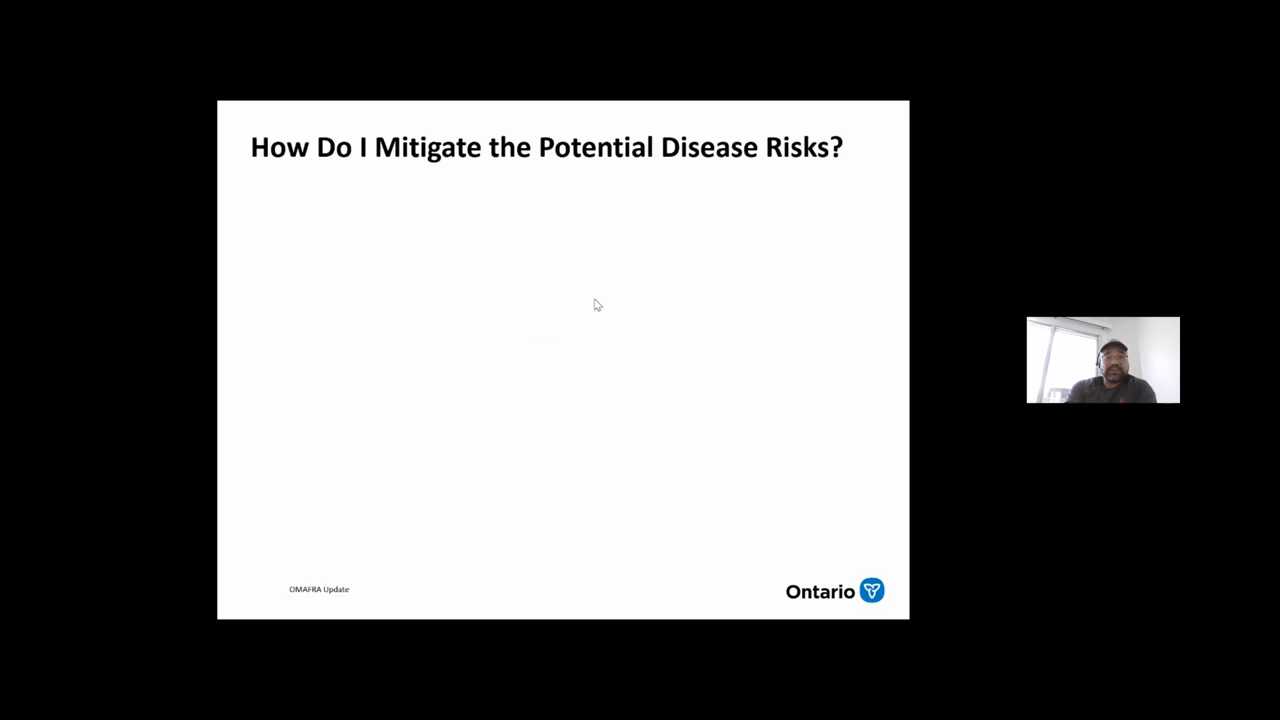 How Do I Mitigate the Potential Disease Risks?
OMAFRA Update
Ontario